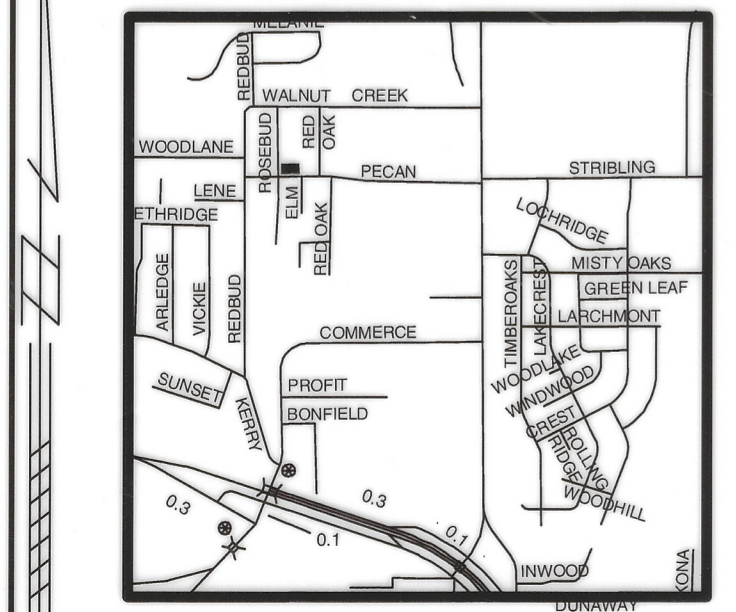 MELANIE
REDBUD
WALNUT CREEK
ROSEBUD
RED
OAK
WOODLANE
PECAN
STRIBLING
LENE
ELM
ETHRIDGE
RED OAK
LOCHRIDGE
MISTY OAKS
ARLEDGE
VICKIE
REDBUD
TIMBEROAKS
LAKECREST
GREEN LEAF
LARCHMONT
COMMERCE
WOODLAKE
SUNSET
PROFIT
WINDWOOD
KERRY
BONFIELD
CREST
RIDGE
ROLLING
WOODHILL
0.3
0.3
0.1
0.1
INWOOD
KONA
DUNAWAY